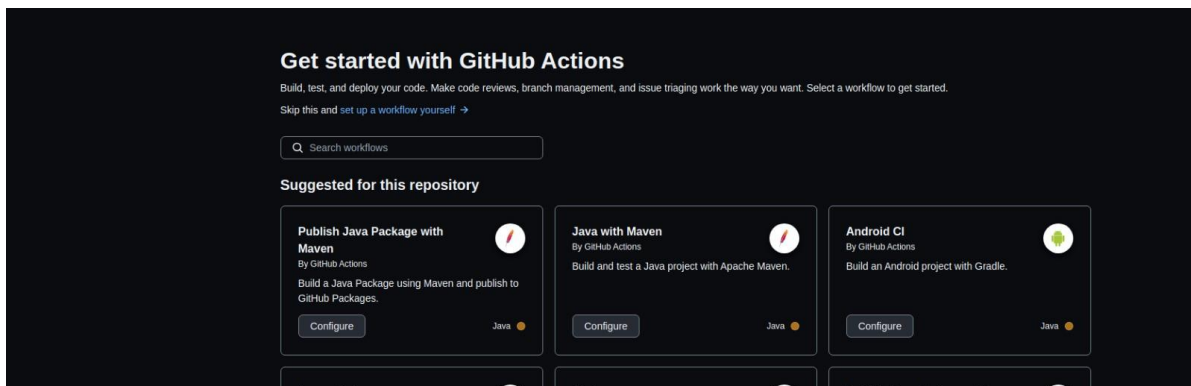 Get started with GitHub Actions
Build, test, and deploy your code. Make code reviews, branch management, and issue triaging work the way you want. Select a workflow to get started.
Skip this and set up a workflow yourself →
Search workflows
Suggested for this repository
Publish Java Package with
Maven
By GitHub Actions
Build a Java Package using Maven and publish to
GitHub Packages.
Configure
Java
Java with Maven
By GitHub Actions
Build and test a Java project with Apache Maven.
Configure
Java
Android CI
By GitHub Actions
Build an Android project with Gradle.
Configure
Java